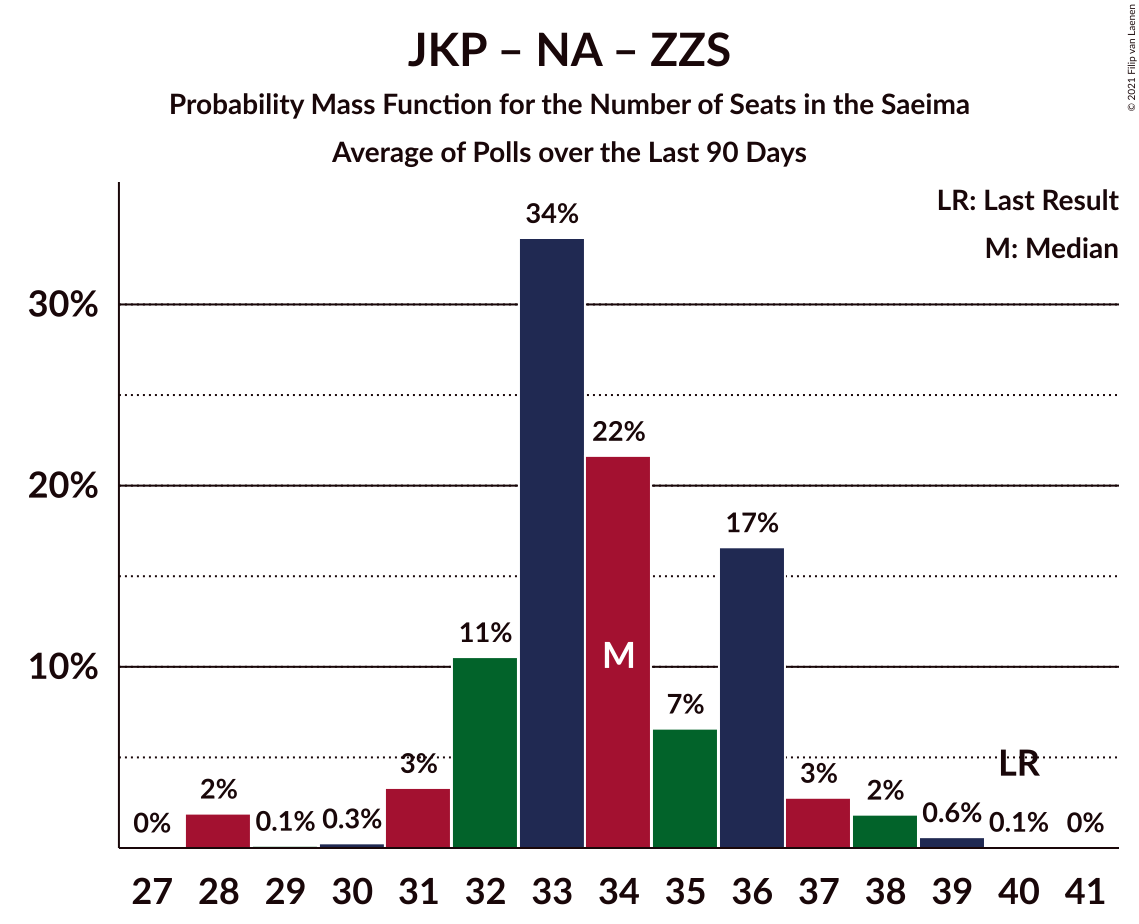 JKP – NA – ZZS
Probability Mass Function for the Number of Seats in the Saeima
Average of Polls over the Last 90 Days
© 2021 Filip van Laenen
LR: Last Result
M: Median
30%
20%
10%
0%
2%
0.1%
0.3%
3%
11%
34%
22%
M
7%
17%
3%
2%
0.6%
LR
0.1%
0%
27 28 29 30 31 32 33 34 35 36 37 38 39 40 41